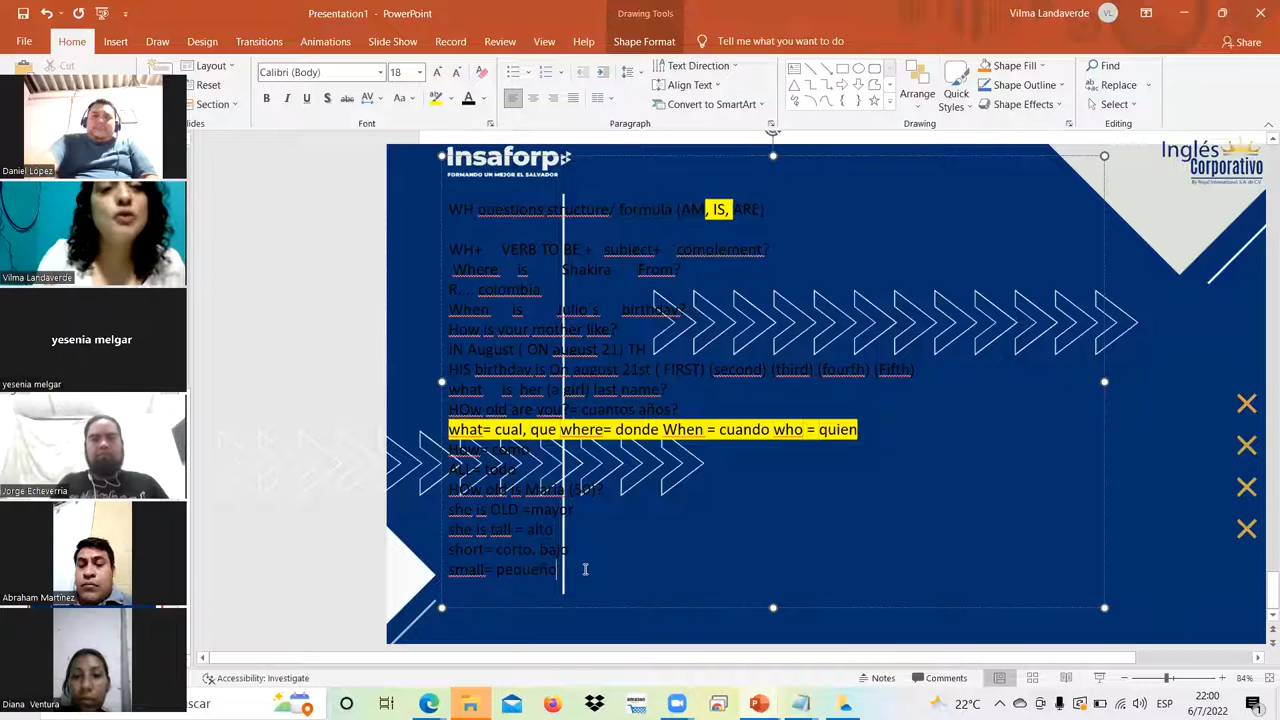 Presentation1 - PowerPoint
Drawing Tools
Vilma Landaverde
VL
File Home Insert Draw Design Transitions Animations Slide Show Record Review View Help Shape Format Tell me what you want to do Share
Cut
Layout
Section
Calibri (Body) 18
Text Direction
Align Text
Convert to SmartArt
Arrange
Quick Styles
Shape Fill
Shape Outline
Shape Effects
Find
Replace
Select
Font Paragraph Drawing Editing
Daniel López
Vilma Landaverde
yesenia melgar
yesenia melgar
Jorge Echeverria
Abraham Martinez
Diana Ventura
Insaforp
FORMANDO UN MEJOR EL SALVADOR
Inglés
Corporativo
WH questions structure/ formula (AM, IS, ARE)
WH+ VERB TO BE + subject+ complement?
Where is Shakira From?
R.... colombia
When is julio´s birthday?
How is your mother like?
IN August ( ON august 21) TH
HIS birthday is On august 21st ( FIRST) (second) (third) (fourth) (Fifth)
what is her (a girl) last name?
HOw old are you?= cuantos años?
what= cual, que where= donde When = cuando who = quien
How= como
ALL= todo
HOw old is Maria (50)?
she is OLD =mayor
she is tall = alto
short= corto, bajo
small= pequeño
Accessibility: Investigate
Notes
Comments
84%
scar
amazon
22°C
ESP
22:00
6/7/2022